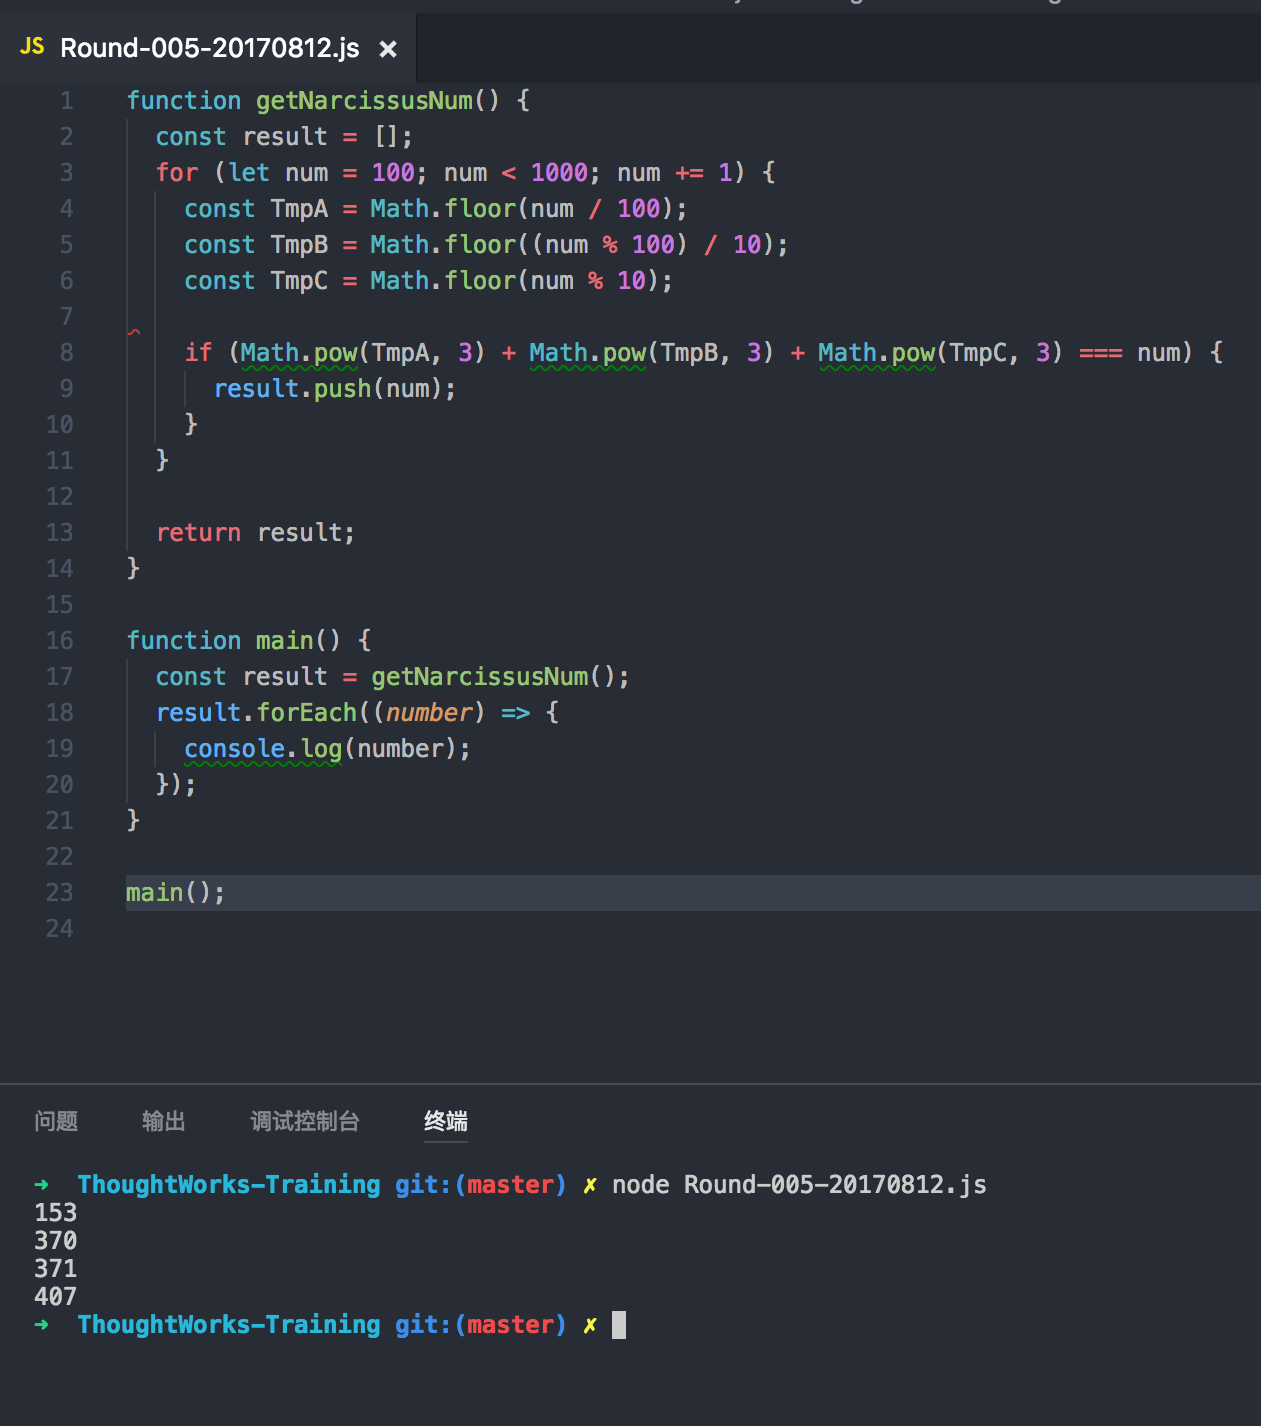 JS Round-005-20170812.js ×
1 function getNarcissusNum() {
2 const result = [];
3 for (let num = 100; num < 1000; num += 1) {
4 const TmpA = Math.floor(num / 100);
5 const TmpB = Math.floor((num % 100) / 10);
6 const TmpC = Math.floor(num % 10);
7
8 if (Math.pow(TmpA, 3) + Math.pow(TmpB, 3) + Math.pow(TmpC, 3) === num) {
9 result.push(num);
10 }
11 }
12
13 return result;
14 }
15
16 function main() {
17 const result = getNarcissusNum();
18 result.forEach((number) => {
19 console.log(number);
20 });
21 }
22
23 main();
24
问题 输出 调试控制台 终端
➜ ThoughtWorks-Training git:(master) ✗ node Round-005-20170812.js
153
370
371
407
➜ ThoughtWorks-Training git:(master) ✗